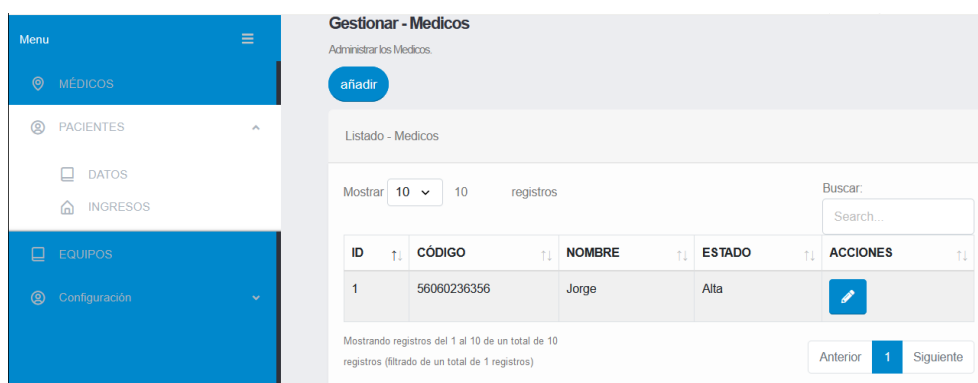 Menu
MÉDICOS
PACIENTES
DATOS
INGRESOS
EQUIPOS
Configuración
Gestionar - Medicos
Administrar los Medicos.
añadir
Listado - Medicos
Mostrar 10 10 registros
Buscar:
Search...
ID CÓDIGO NOMBRE ESTADO ACCIONES
1 56060236356 Jorge Alta
Mostrando registros del 1 al 10 de un total de 10
registros (filtrado de un total de 1 registros)
Anterior 1 Siguiente